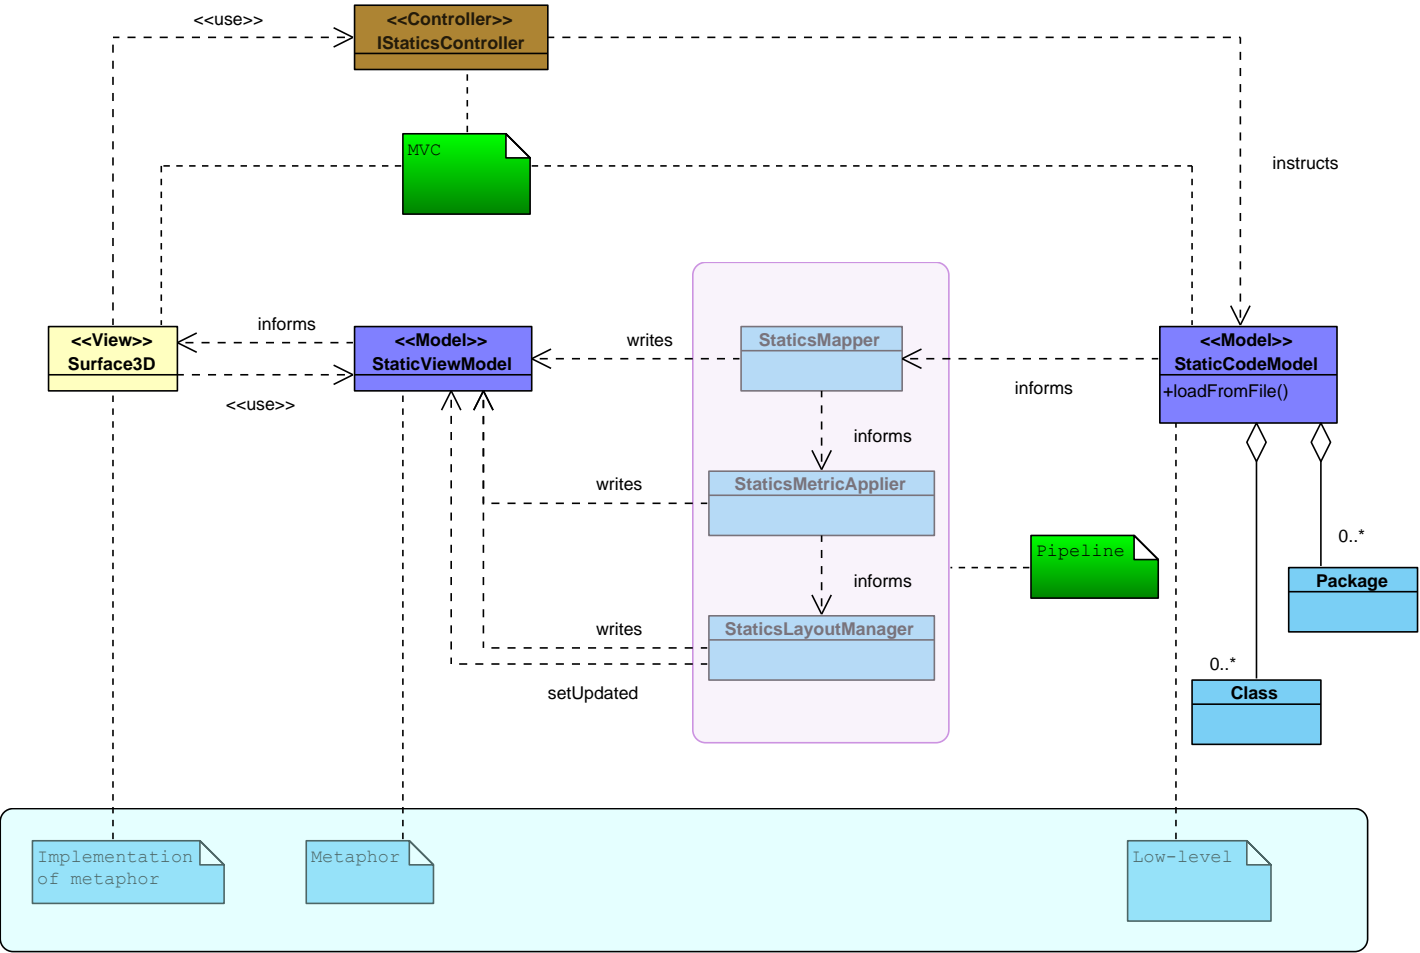 <<use>>
<<Controller>>
IStaticsController
MVC
instructs
informs
<<View>>
Surface3D
<<use>>
<<Model>>
StaticViewModel
writes
StaticsMapper
informs
<<Model>>
StaticCodeModel
+loadFromFile()
informs
writes
StaticsMetricApplier
informs
Pipeline
0..*
Package
writes
StaticsLayoutManager
setUpdated
0..*
Class
Implementation
of metaphor
Metaphor
Low-level